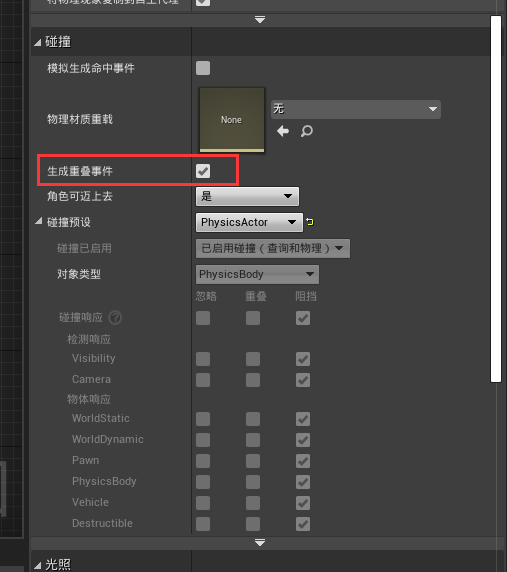 碰撞
模拟生成命中事件
物理材质重载
None
无
生成重叠事件
角色可迈上去
是
碰撞预设
PhysicsActor
碰撞已启用
已启用碰撞（查询和物理）
对象类型
PhysicsBody
忽略 重叠 阻挡
碰撞响应 ?
检测响应
Visibility
Camera
物体响应
WorldStatic
WorldDynamic
Pawn
PhysicsBody
Vehicle
Destructible
光照